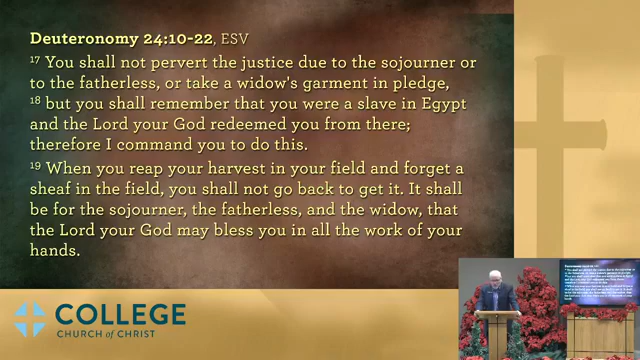 Deuteronomy 24:10-22, ESV
17 You shall not pervert the justice due to the sojourner or
to the fatherless, or take a widow's garment in pledge,
18 but you shall remember that you were a slave in Egypt
and the Lord your God redeemed you from there;
therefore I command you to do this.
19 When you reap your harvest in your field and forget a
sheaf in the field, you shall not go back to get it. It shall
be for the sojourner, the fatherless, and the widow, that
the Lord your God may bless you in all the work of your
hands.
COLLEGE
CHURCH of CHRIST